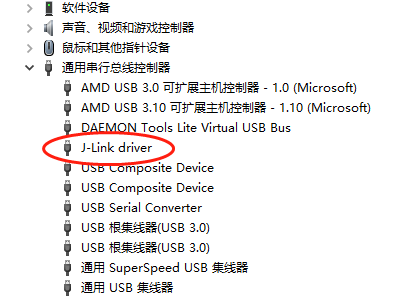 软件设备
声音、视频和游戏控制器
鼠标和其他指针设备
通用串行总线控制器
AMD USB 3.0 可扩展主机控制器 - 1.0 (Microsoft)
AMD USB 3.10 可扩展主机控制器 - 1.10 (Microsoft)
DAEMON Tools Lite Virtual USB Bus
J-Link driver
USB Composite Device
USB Composite Device
USB Serial Converter
USB 根集线器(USB 3.0)
USB 根集线器(USB 3.0)
通用 SuperSpeed USB 集线器
通用 USB 集线器